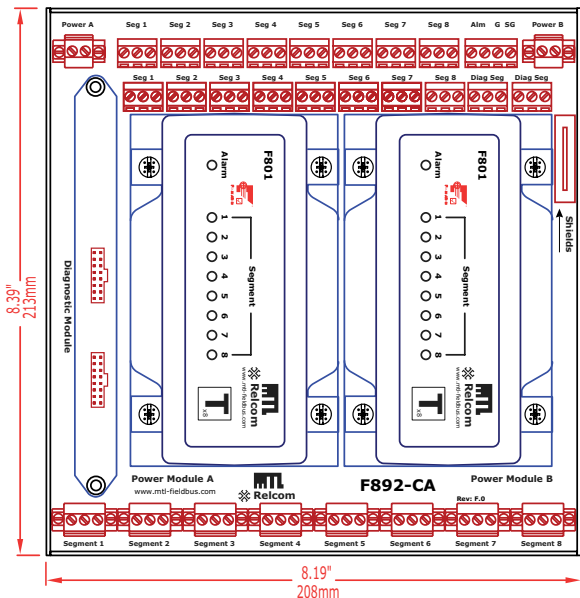 Power A Seg 1 Seg 2 Seg 3 Seg 4 Seg 5 Seg 6 Seg 7 Seg 8 Alm G SG Power B
Seg 1 Seg 2 Seg 3 Seg 4 Seg 5 Seg 6 Seg 7 Seg 8 Diag Seg Diag Seg
F801
Alarm
1
2
3
4
5
6
7
8
Segment
MTL
Relcom
www.mtl-fieldbus.com
T
x8
F801
Alarm
1
2
3
4
5
6
7
8
Segment
MTL
Relcom
www.mtl-fieldbus.com
T
x8
Shields
Diagnostic Module
8.39"
213mm
Power Module A
www.mtl-fieldbus.com
MTL
Relcom
F892-CA
Power Module B
Rev: F.0
Segment 1 Segment 2 Segment 3 Segment 4 Segment 5 Segment 6 Segment 7 Segment 8
8.19"
208mm